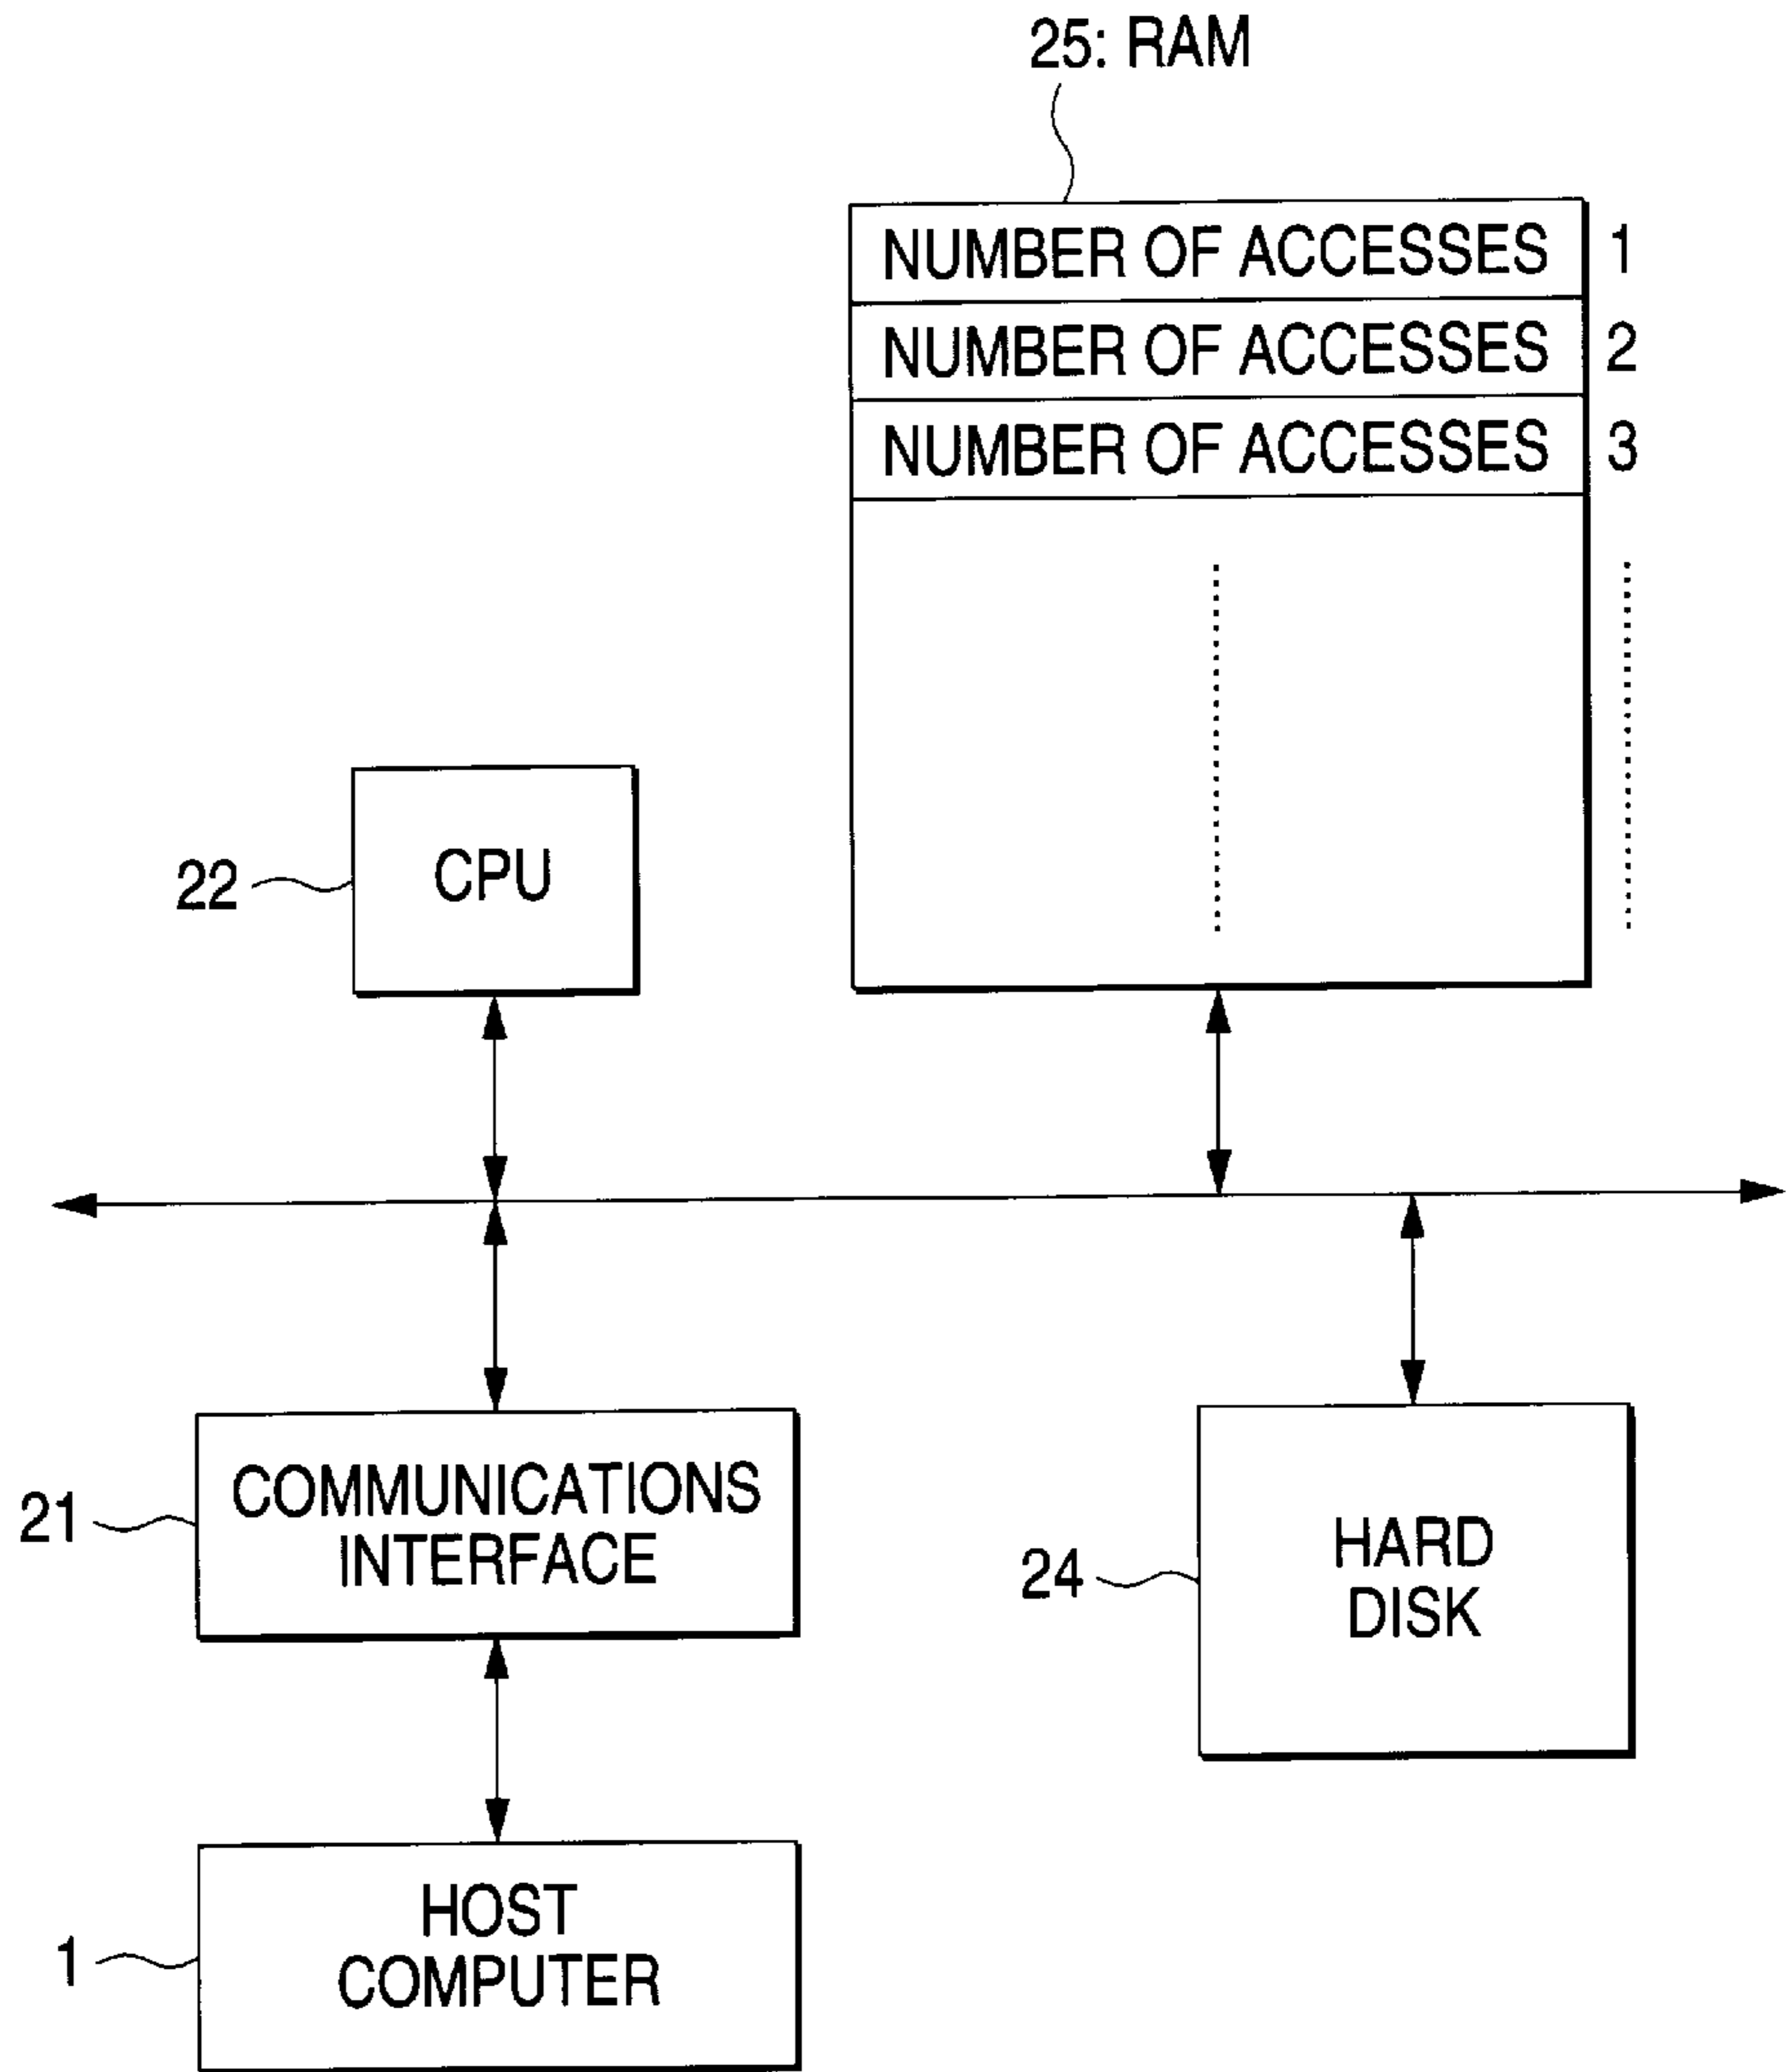 25: RAM
NUMBER OF ACCESSES 1
NUMBER OF ACCESSES 2
NUMBER OF ACCESSES 3
22
CPU
21
COMMUNICATIONS
INTERFACE
24
HARD
DISK
1
HOST
COMPUTER